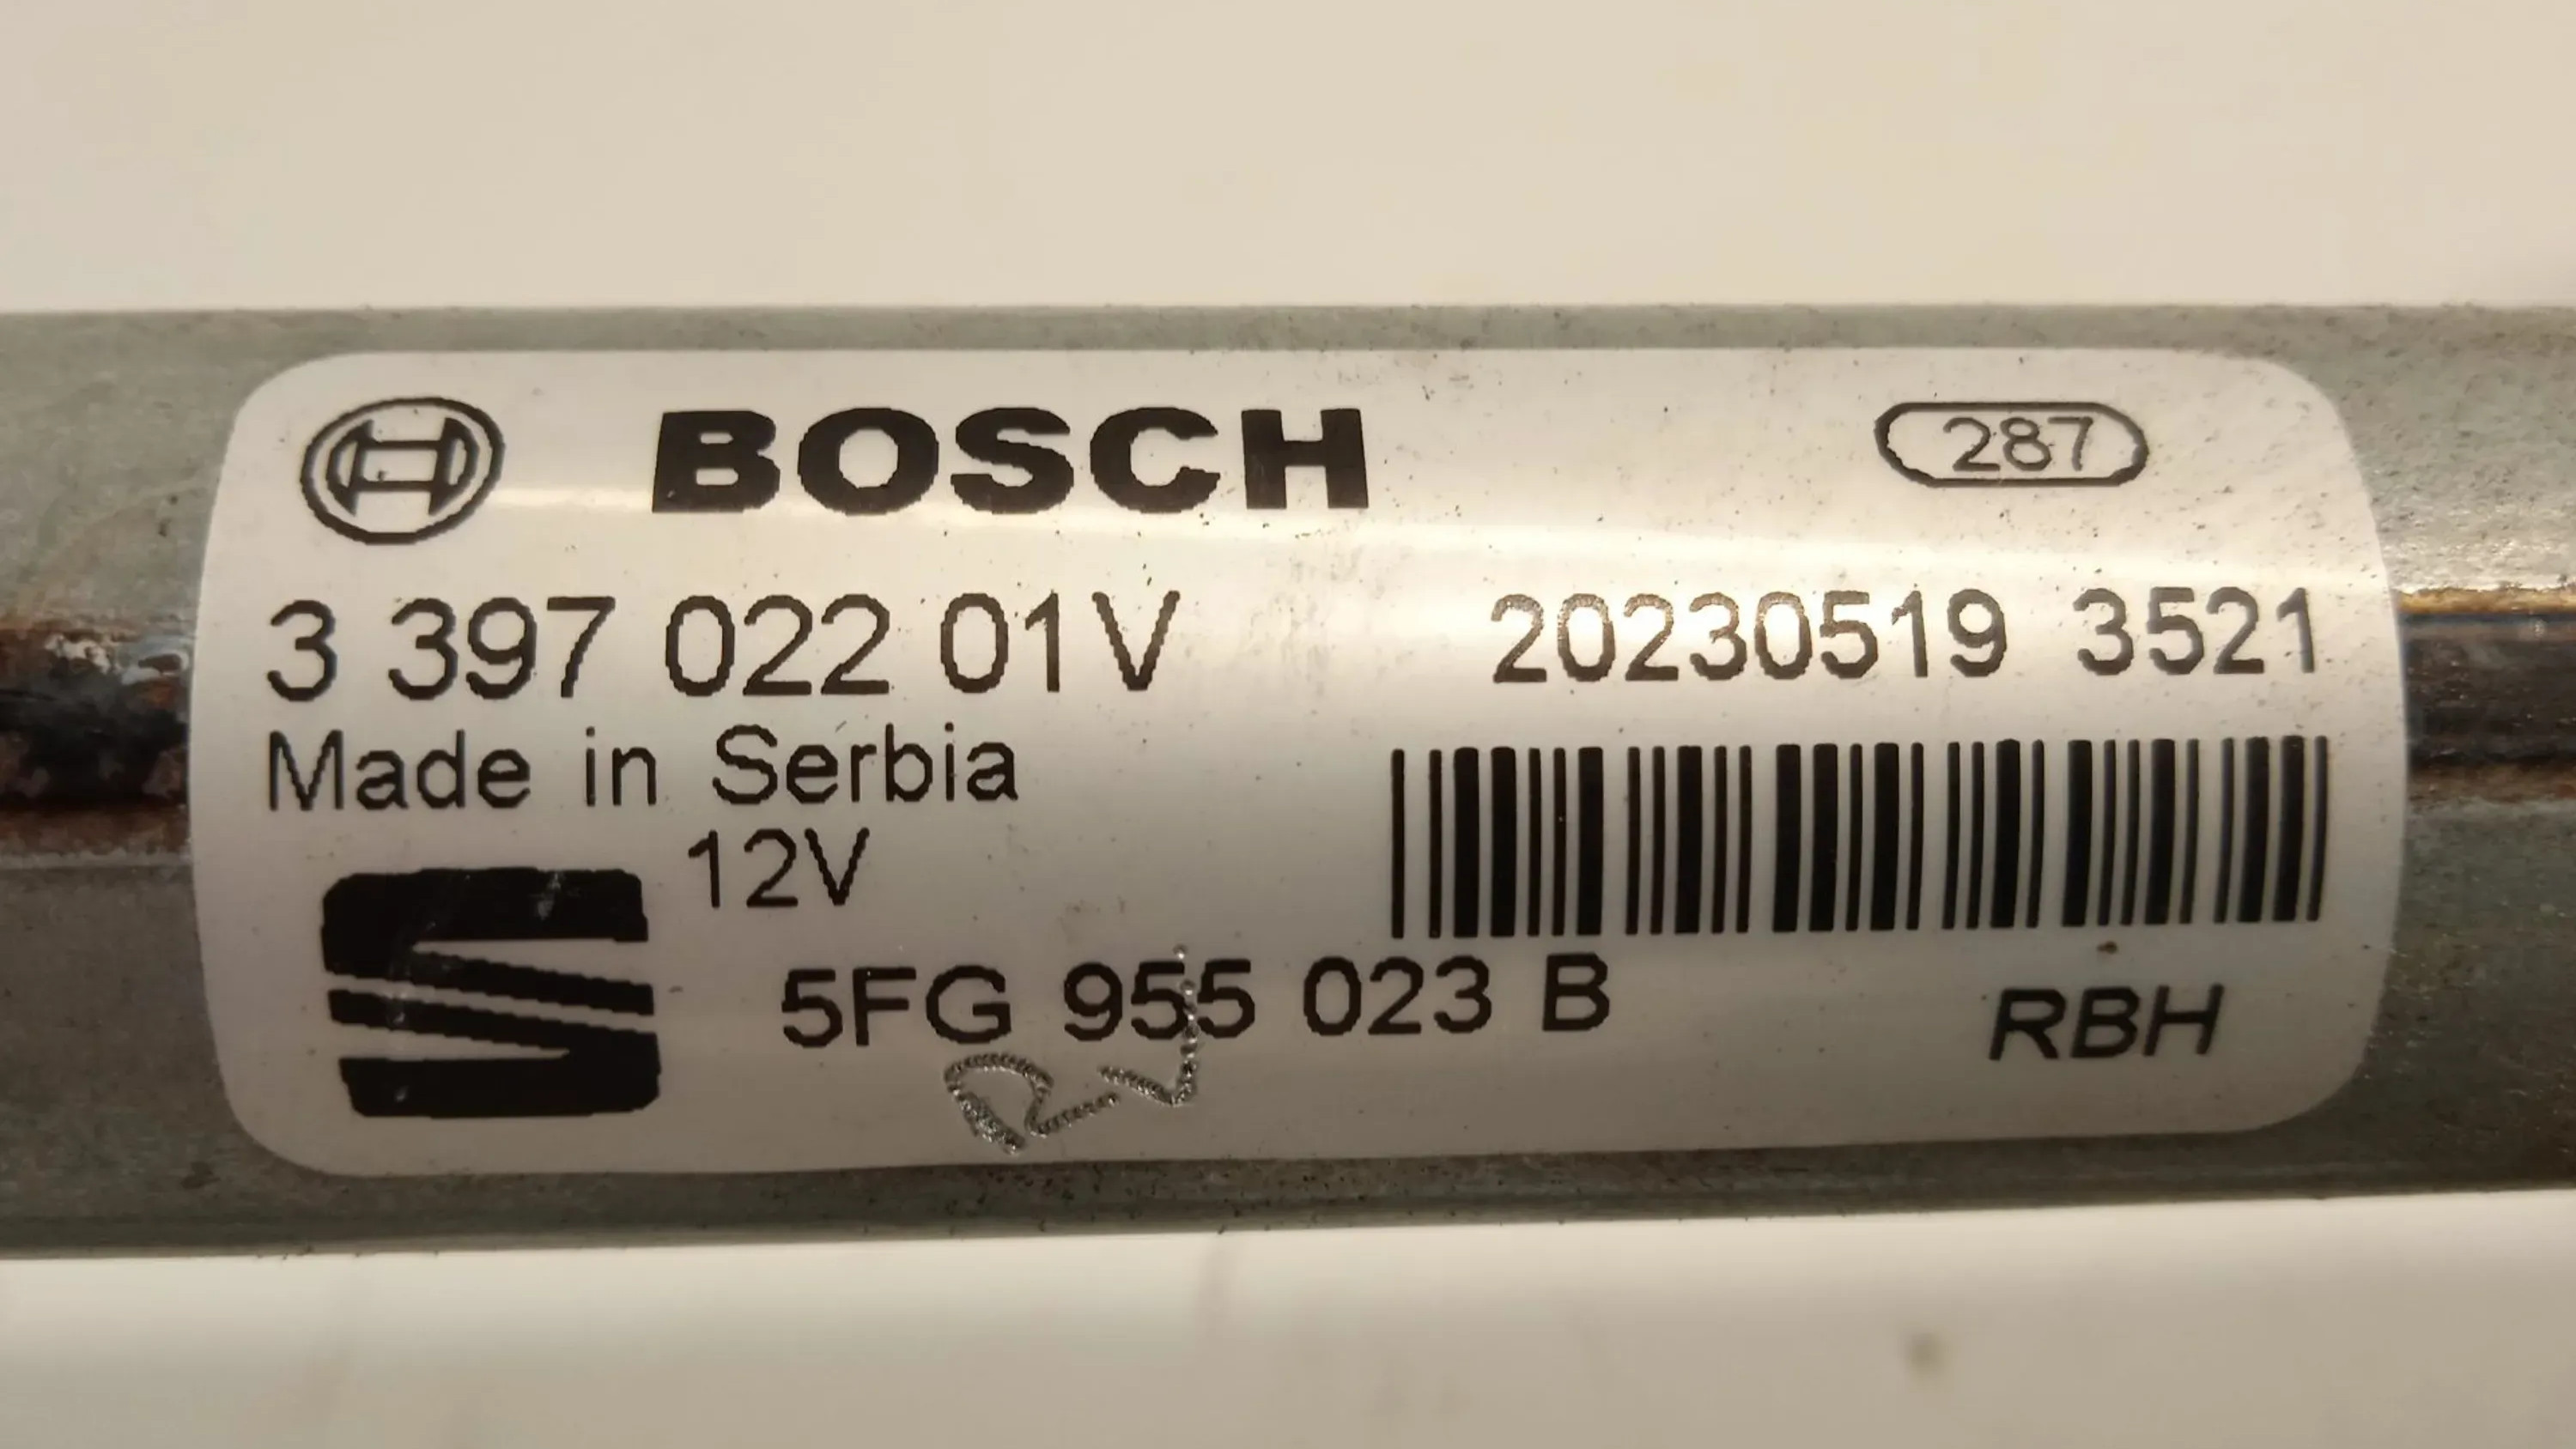 BOSCH 287
3 397 022 01V 20230519 3521
Made in Serbia
12V
5FG 955 023 B RBH